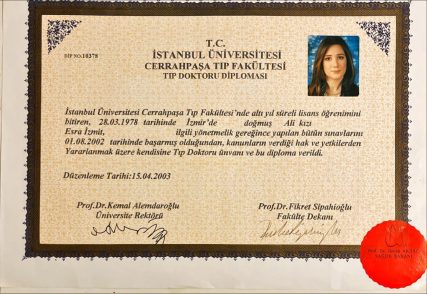 T.C.
DİP NO:10378
İSTANBUL ÜNİVERSİTESİ
CERRAHPAŞA TIP FAKÜLTESİ
TIP DOKTORU DİPLOMASI
İstanbul Üniversitesi Cerrahpaşa Tıp Fakültesi'nde altı yıl süreli lisans öğrenimini
bitiren, 28.03.1978 tarihinde İzmir'de doğmuş Ali kızı
Esra İzmit, ilgili yönetmelik gereğince yapılan bütün sınavlarını
01.08.2002 tarihinde başarmış olduğundan, kanunların verdiği hak ve yetkilerden
Yararlanmak üzere kendisine Tıp Doktoru ünvanı ve bu diploma verildi.
Düzenleme Tarihi:15.04.2003
Prof.Dr.Kemal Alemdaroğlu
Üniversite Rektörü
Prof.Dr.Fikret Sipahioğlu
Fakülte Dekanı
SAĞLIK BAKANI